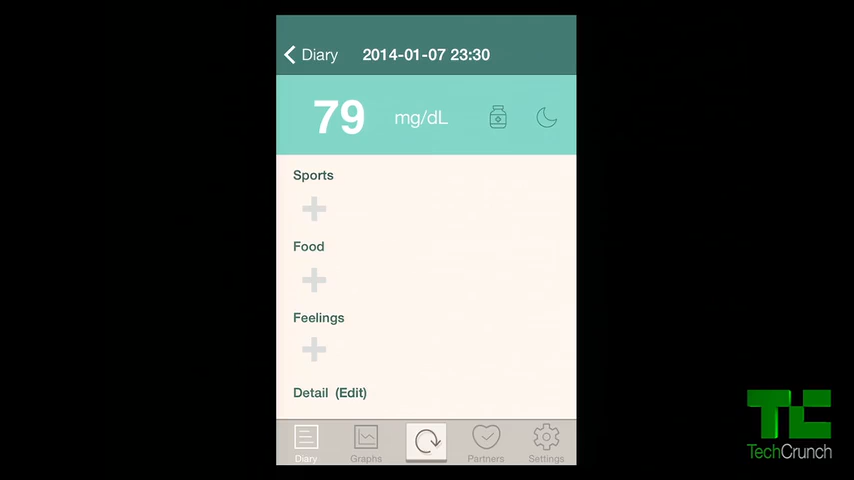 Diary 2014-01-07 23:30
79 mg/dL
Sports
Food
Feelings
Detail (Edit)
Diary Graphs Partners Settings
TC
TechCrunch